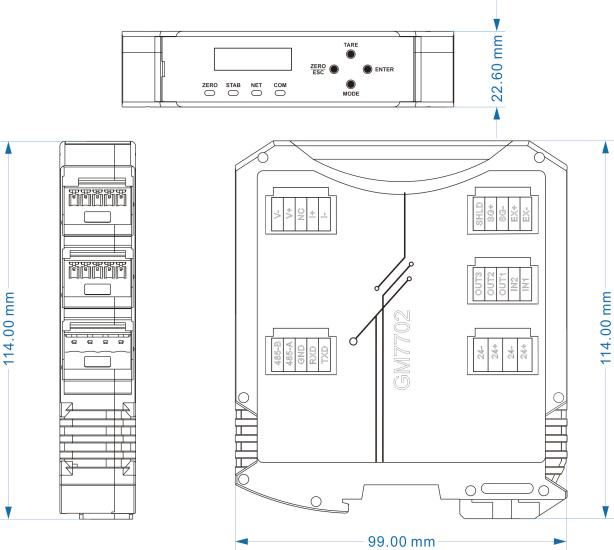 TARE
ZERO
ESC
ENTER
MODE
ZERO STAB NET COM
22.60 mm
114.00 mm
V-
V+
NC
I+
I-
SHLD
SG+
SG-
EX+
EX-
OUT3
OUT2
OUT1
IN2
IN1
485-B
485-A
GND
RXD
TXD
24-
24+
24-
24+
GM7702
114.00 mm
99.00 mm